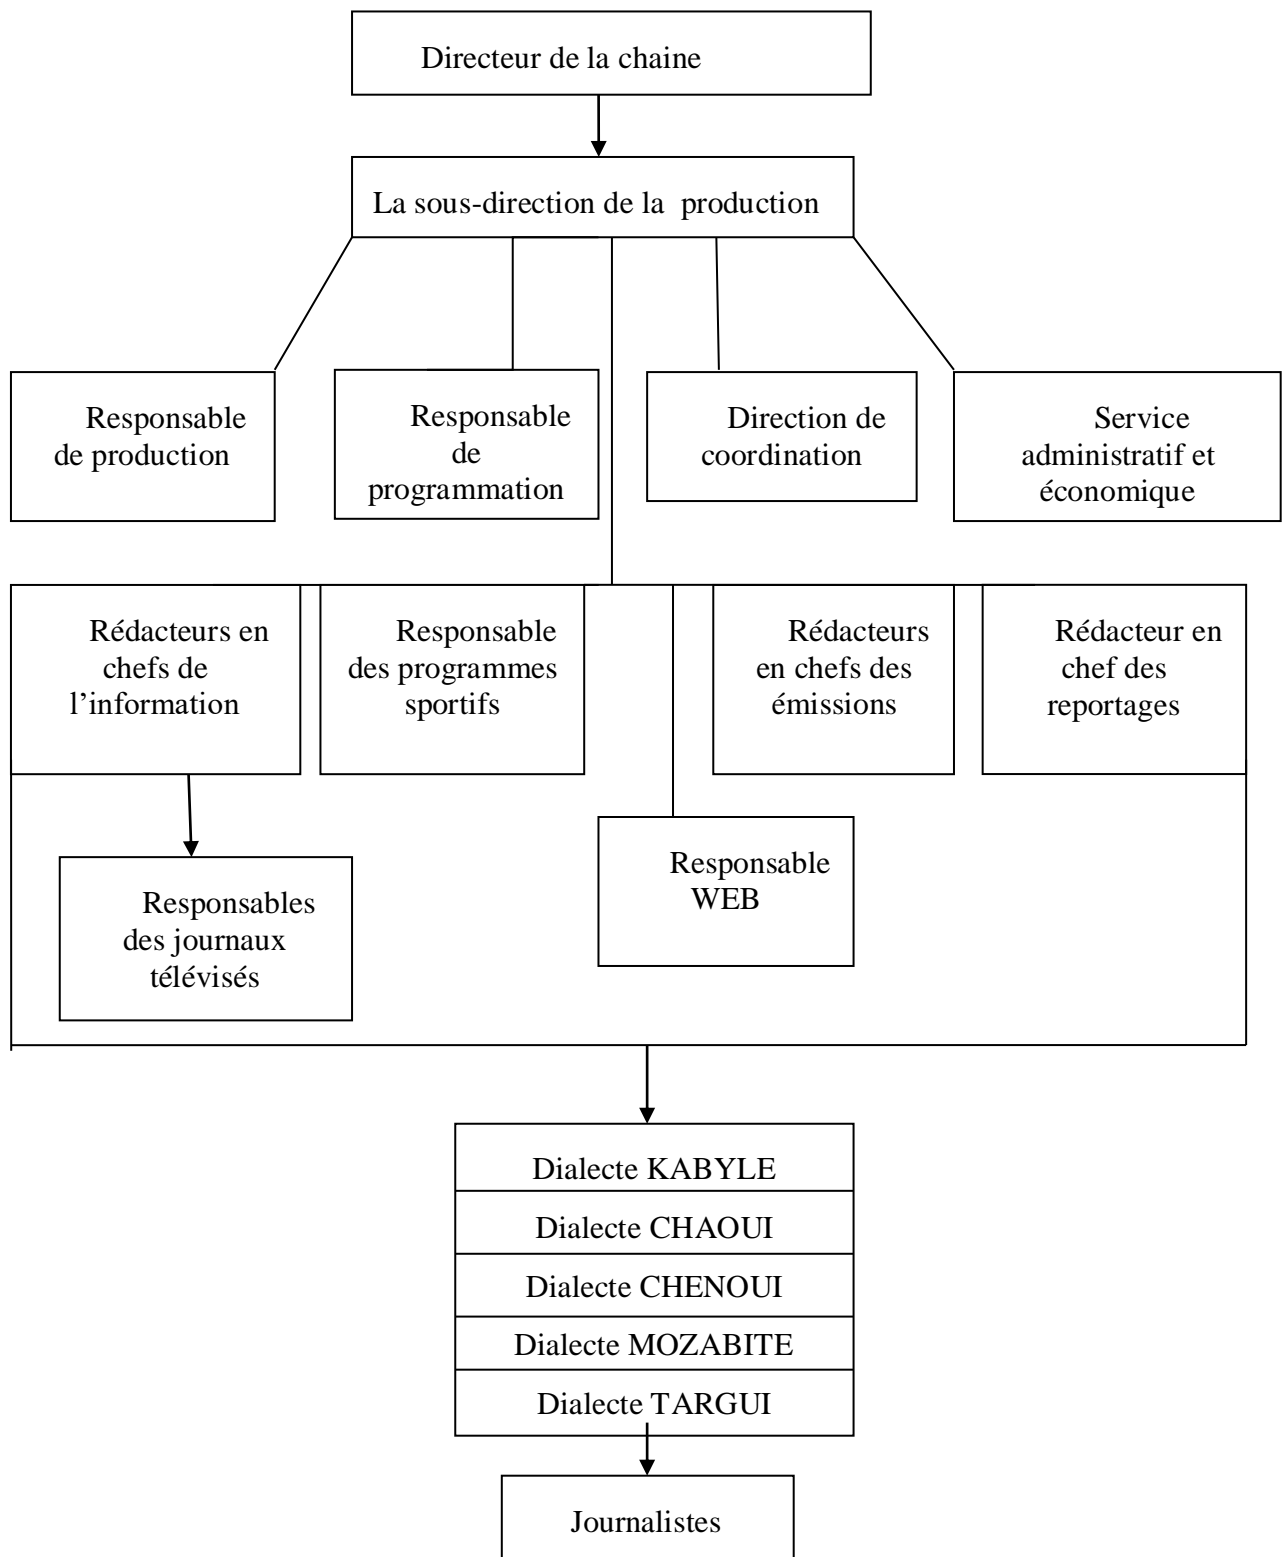 Directeur de la chaine
La sous-direction de la production
Responsable
de production
Responsable
de
programmation
Direction de
coordination
Service
administratif et
économique
Rédacteurs en
chefs de
l’information
Responsable
des programmes
sportifs
Rédacteurs
en chefs des
émissions
Rédacteur en
chef des
reportages
Responsables
des journaux
télévisés
Responsable
WEB
Dialecte KABYLE
Dialecte CHAOUI
Dialecte CHENOUI
Dialecte MOZABITE
Dialecte TARGUI
Journalistes